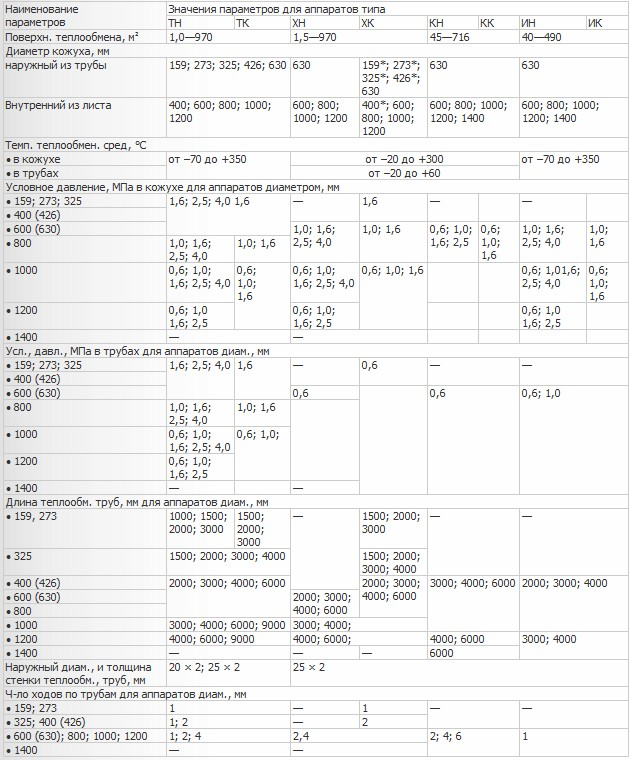 Наименование параметров Значения параметров для аппаратов типа
ТН ТК ХН ХК КН КК ИН ИК
Поверхн. теплообмена, м² 1,0—970 1,5—970 45—716 40—490
Диаметр кожуха, мм
наружный из трубы 159; 273; 325; 426; 630 630 159*; 273*; 325*; 426*; 630 630 630
Внутренний из листа 400; 600; 800; 1000; 1200 600; 800; 1000; 1200 400*; 600; 800; 1000; 1200 600; 800; 1000; 1200; 1400 600; 800; 1000; 1200; 1400
Темп. теплообмен. сред, °С
• в кожухе от −70 до +350 от −20 до +300 от −70 до +350
• в трубах от −20 до +60
Условное давление, МПа в кожухе для аппаратов диаметром, мм
• 159; 273; 325 1,6; 2,5; 4,0 1,6 — 1,6 — —
• 400 (426)
• 600 (630) 1,0; 1,6; 2,5; 4,0 1,0; 1,6 0,6; 1,0; 1,6; 2,5 0,6; 1,0; 1,6 1,0; 1,6; 2,5; 4,0 1,0; 1,6
• 800 1,0; 1,6; 2,5; 4,0 1,0; 1,6
• 1000 0,6; 1,0; 1,6; 2,5; 4,0 0,6; 1,0; 1,6 0,6; 1,0; 1,6; 2,5; 4,0 0,6; 1,0; 1,6 0,6; 1,01,6; 2,5; 4,0 0,6; 1,0; 1,6
• 1200 0,6; 1,0 1,6; 2,5 0,6; 1,0; 1,6; 2,5 0,6; 1,0 1,6; 2,5
• 1400 — —
Усл., давл., МПа в трубах для аппаратов диам., мм
• 159; 273; 325 1,6; 2,5; 4,0 1,6 — 0,6 — —
• 400 (426)
• 600 (630) 0,6 0,6 0,6; 1,0
• 800 1,0; 1,6; 2,5; 4,0 1,0; 1,6
• 1000 0,6; 1,0; 1,6; 2,5; 4,0 0,6; 1,0;
• 1200 0,6; 1,0; 1,6; 2,5
• 1400 — — —
Длина теплообм. труб, мм для аппаратов диам., мм
• 159, 273 1000; 1500; 2000; 3000 1500; 2000; 3000 — 1500; 2000; 3000 — —
• 325 1500; 2000; 3000; 4000 1500; 2000; 3000; 4000
• 400 (426) 2000; 3000; 4000; 6000 2000; 3000; 4000; 6000 3000; 4000; 6000 2000; 3000; 4000
• 600 (630) 2000; 3000; 4000; 6000
• 800
• 1000 3000; 4000; 6000; 9000 3000; 4000;
• 1200 4000; 6000; 9000 4000; 6000; 4000; 6000 3000; 4000
• 1400 — — — — 6000
Наружный диам., и толщина стенки теплообм., труб, мм 20 × 2; 25 × 2 25 × 2
Ч-ло ходов по трубам для аппаратов диам., мм
• 159; 273 1 — 1 — —
• 325; 400 (426) 1; 2 — 2
• 600 (630); 800; 1000; 1200 1; 2; 4 2,4 2; 4; 6 1
• 1400 — —